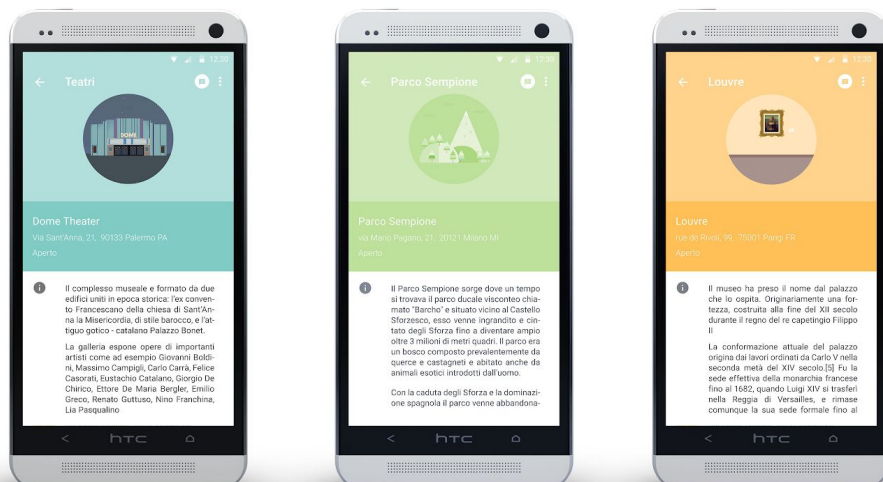 12:30
Teatri
DOME
Dome Theater
Via Sant'Anna, 21, 90133 Palermo PA
Aperto
Il complesso museale e formato da due
edifici uniti in epoca storica: l'ex conven-
to Francescano della chiesa di Sant'An-
na la Misericordia, di stile barocco, e l'at-
tiguo gotico - catalano Palazzo Bonet.
La galleria espone opere di importanti
artisti come ad esempio Giovanni Boldi-
ni, Massimo Campigli, Carlo Carrà, Felice
Casorati, Eustachio Catalano, Giorgio De
Chirico, Ettore De Maria Bergler, Emilio
Greco, Renato Guttuso, Nino Franchina,
Lia Pasqualino
hTC
12:30
Parco Sempione
Parco Sempione
via Mario Pagano, 21, 20121 Milano MI
Aperto
Il Parco Sempione sorge dove un tempo
si trovava il parco ducale visconteo chia-
mato "Barcho" e situato vicino al Castello
Sforzesco, esso venne ingrandito e cin-
tato degli Sforza fino a diventare ampio
oltre 3 milioni di metri quadri. Il parco era
un bosco composto prevalentemente da
querce e castagneti e abitato anche da
animali esotici introdotti dall'uomo.
Con la caduta degli Sforza e la dominazi-
one spagnola il parco venne abbandona-
hTC
12:30
Louvre
Louvre
rue de Rivoli, 99, 75001 Parigi FR
Aperto
Il museo ha preso il nome dal palazzo
che lo ospita. Originariamente una for-
tezza, costruita alla fine del XII secolo
durante il regno del re capetingio Filippo
II
La conformazione attuale del palazzo
origina dai lavori ordinati da Carlo V nella
seconda metà del XIV secolo.[5] Fu la
sede effettiva della monarchia francese
fino al 1682, quando Luigi XIV si trasferì
nella Reggia di Versailles, e rimase
comunque la sua sede formale fino al
hTC